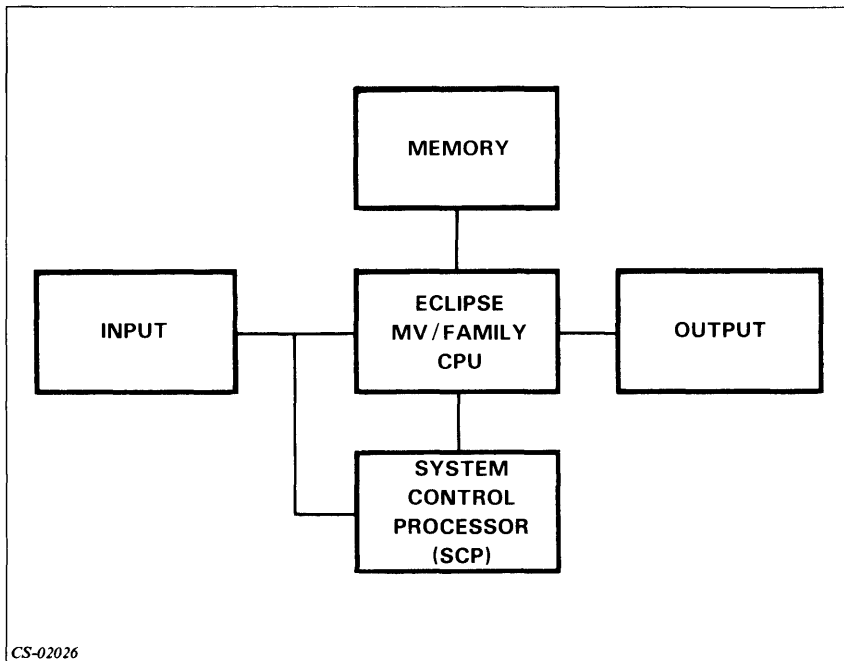 MEMORY
INPUT
ECLIPSE
MV/FAMILY
CPU
OUTPUT
SYSTEM
CONTROL
PROCESSOR
(SCP)
CS-02026